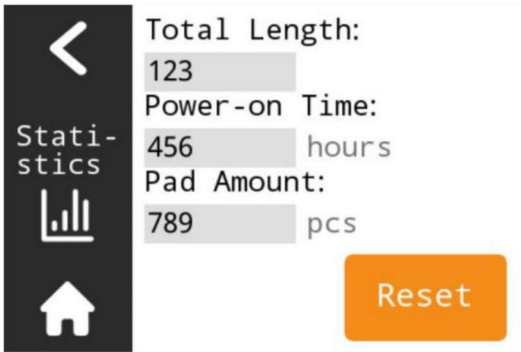 Total Length:
123
Power-on Time:
Stati-
stics
456 hours
Pad Amount:
789 pcs
Reset